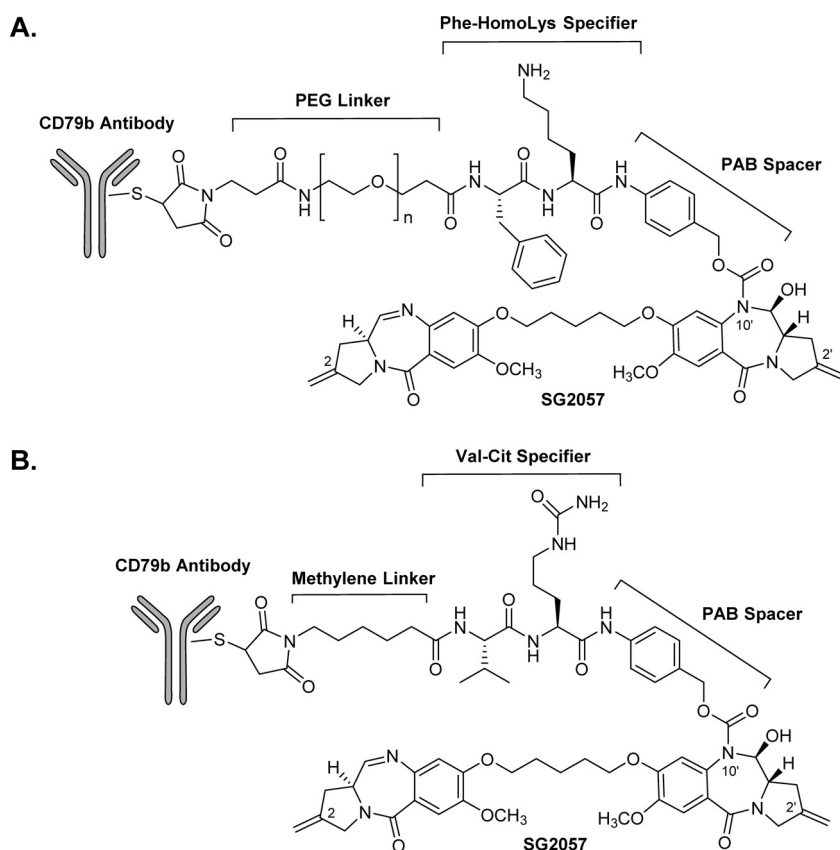 A.
Phe-HomoLys Specifier
NH2
PEG Linker
CD79b Antibody
PAB Spacer
O
O
H
N
O
H
N
S
N
N
H
O
N
H
O
O
O
n
O
O
O
N
OH
10'
H
H
N
O
O
2
N
OCH3
H3CO
N
2'
O
SG2057
O
B.
Val-Cit Specifier
O
NH2
NH
CD79b Antibody
Methylene Linker
PAB Spacer
O
H
N
O
H
N
S
N
N
H
O
O
O
O
O
N
OH
10'
H
H
N
O
O
2
N
OCH3
H3CO
N
2'
O
SG2057
O